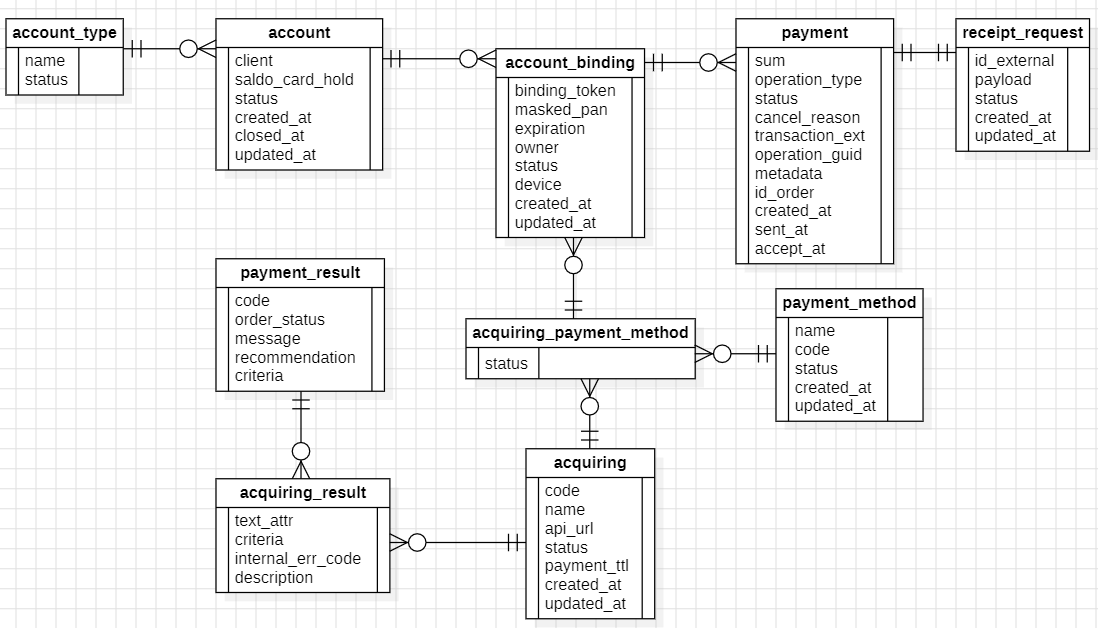 account_type
name
status
account
client
saldo_card_hold
status
created_at
closed_at
updated_at
account_binding
binding_token
masked_pan
expiration
owner
status
device
created_at
updated_at
payment
sum
operation_type
status
cancel_reason
transaction_ext
operation_guid
metadata
id_order
created_at
sent_at
accept_at
receipt_request
id_external
payload
status
created_at
updated_at
payment_result
code
order_status
message
recommendation
criteria
acquiring_payment_method
status
payment_method
name
code
status
created_at
updated_at
acquiring_result
text_attr
criteria
internal_err_code
description
acquiring
code
name
api_url
status
payment_ttl
created_at
updated_at